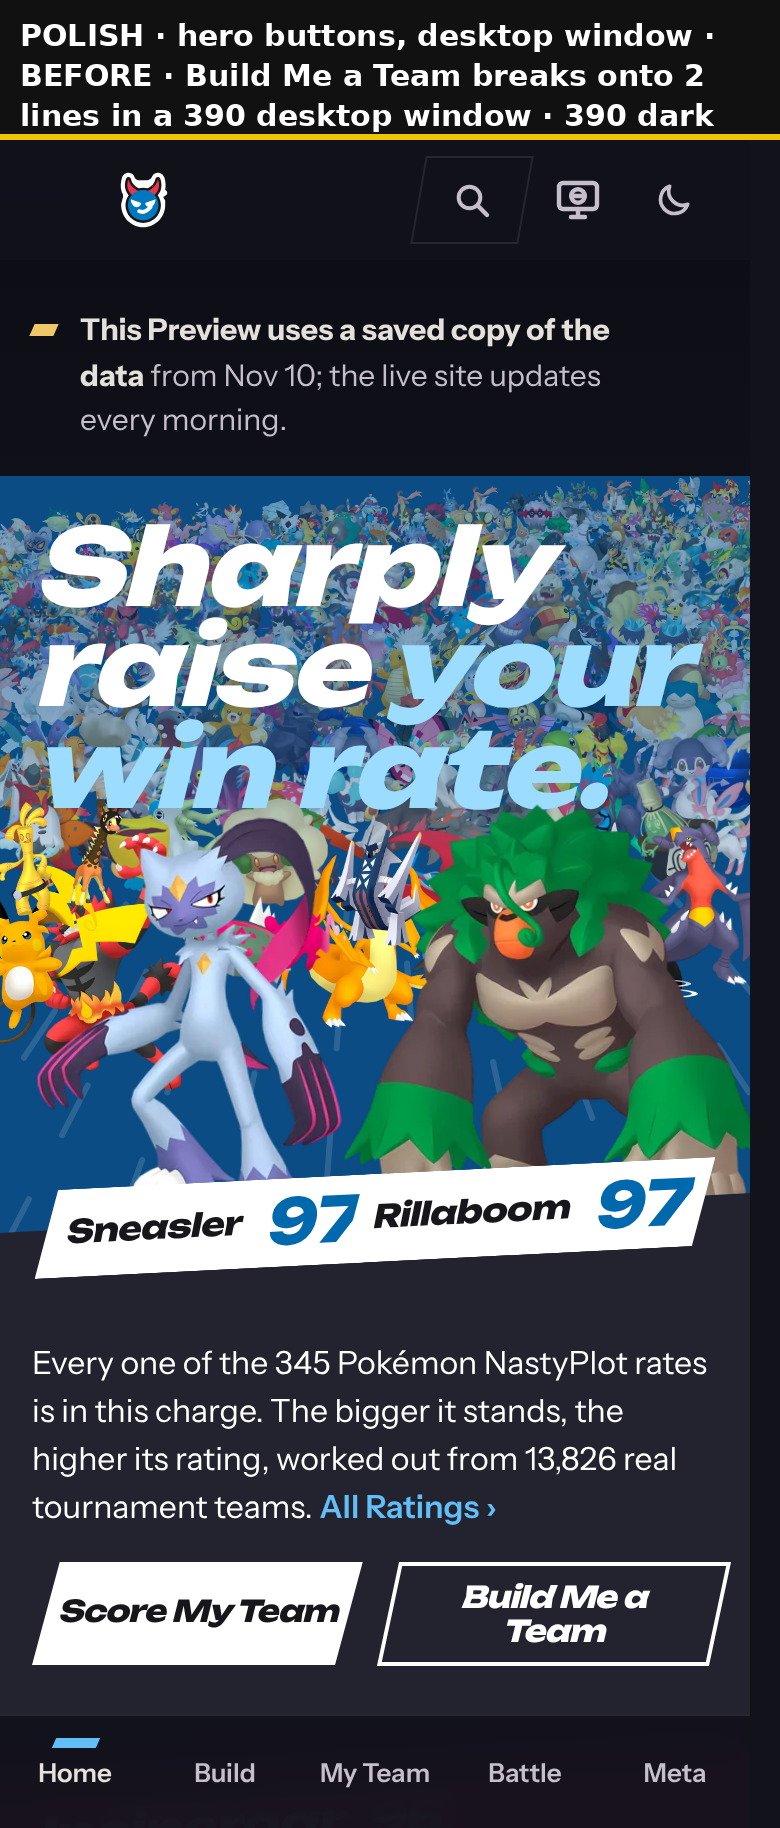 POLISH · hero buttons, desktop window ·
BEFORE · Build Me a Team breaks onto 2
lines in a 390 desktop window · 390 dark
This Preview uses a saved copy of the
data from Nov 10; the live site updates
every morning.
Sharply
raise your
win rate.
Sneasler 97 Rillaboom 97
Every one of the 345 Pokémon NastyPlot rates
is in this charge. The bigger it stands, the
higher its rating, worked out from 13,826 real
tournament teams. All Ratings ›
Score My Team
Build Me a
Team
Home Build My Team Battle Meta